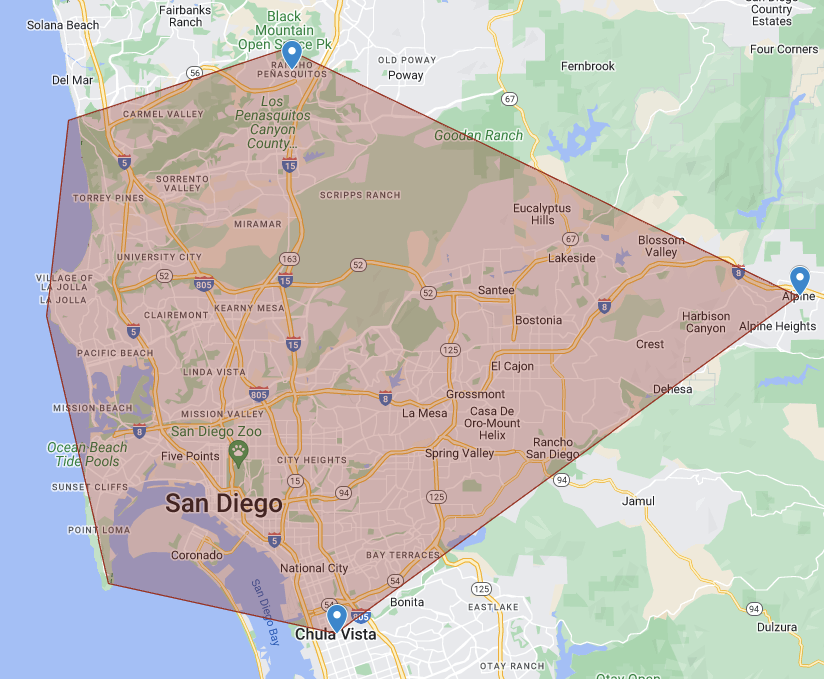 San Diego
Country
Estates
Fairbanks
Ranch
Solana Beach
Black
Mountain
Open Space Pk
Four Corners
OLD POWAY
Poway
Fernbrook
RANCHO
PEÑASQUITOS
56
Del Mar
67
CARMEL VALLEY
Los
Penasquitos
Canyon
County...
Goodan Ranch
5
15
SORRENTO
VALLEY
TORREY PINES
SCRIPPS RANCH
MIRAMAR
Eucalyptus
Hills
67
Blossom
Valley
UNIVERSITY CITY
163
52
Lakeside
8
VILLAGE OF
LA JOLLA
LA JOLLA
52
805
15
52
Santee
Alpine
8
CLAIREMONT
KEARNY MESA
Bostonia
Harbison
Canyon
Alpine Heights
5
15
125
Crest
PACIFIC BEACH
El Cajon
LINDA VISTA
Dehesa
805
8
Grossmont
MISSION BEACH
MISSION VALLEY
La Mesa
Casa De
Oro-Mount
Helix
8
San Diego Zoo
Ocean Beach
Tide Pools
Five Points
CITY HEIGHTS
Spring Valley
Rancho
San Diego
SUNSET CLIFFS
15
94
125
94
San Diego
Jamul
POINT LOMA
5
Coronado
BAY TERRACES
National City
54
125
San Diego Bay
54
805
Bonita
EASTLAKE
94
Chula Vista
Dulzura
OTAY RANCH
Otay Open